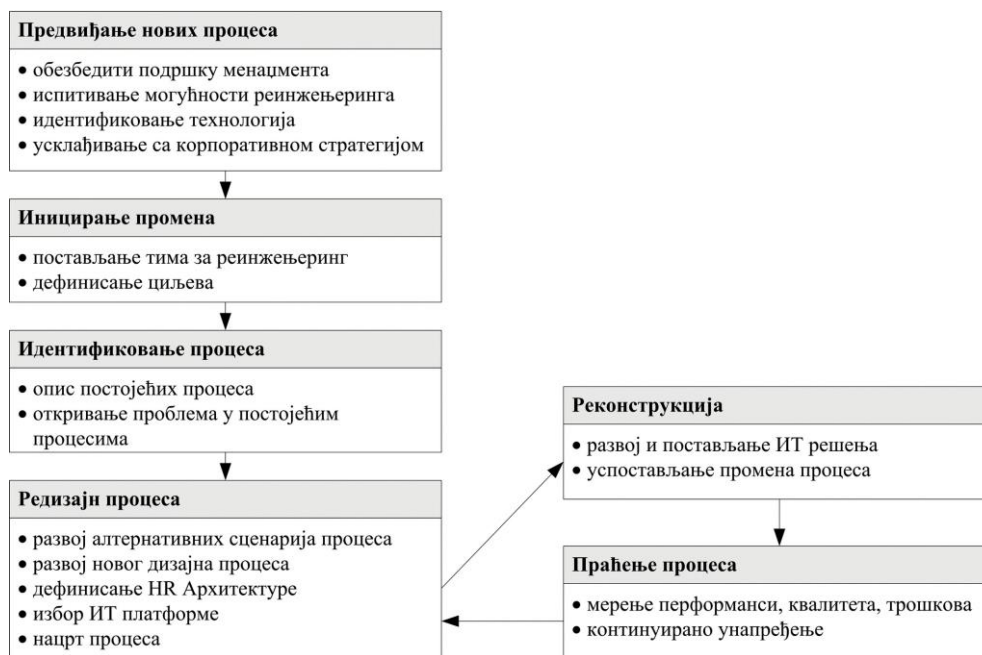 Предвиђање нових процеса
• обезбедити подршку менаџмента
• испитивање могућности реинжењеринга
• идентификовање технологија
• усклађивање са корпоративном стратегијом
Иницирање промена
• постављање тима за реинжењеринг
• дефинисање циљева
Идентификовање процеса
• опис постојећих процеса
• откривање проблема у постојећим
процесима
Редизајн процеса
• развој алтернативних сценарија процеса
• развој новог дизајна процеса
• дефинисање HR Архитектуре
• избор ИТ платформе
• нацрт процеса
Реконструкција
• развој и постављање ИТ решења
• успостављање промена процеса
Праћење процеса
• мерење перформанси, квалитета, трошкова
• континуирано унапређење